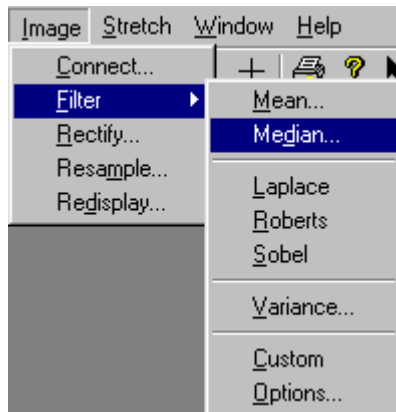 Image Stretch Window Help
Connect...
Filter
Rectify...
Resample...
Redisplay...
Mean...
Median...
Laplace
Roberts
Sobel
Variance...
Custom
Options...